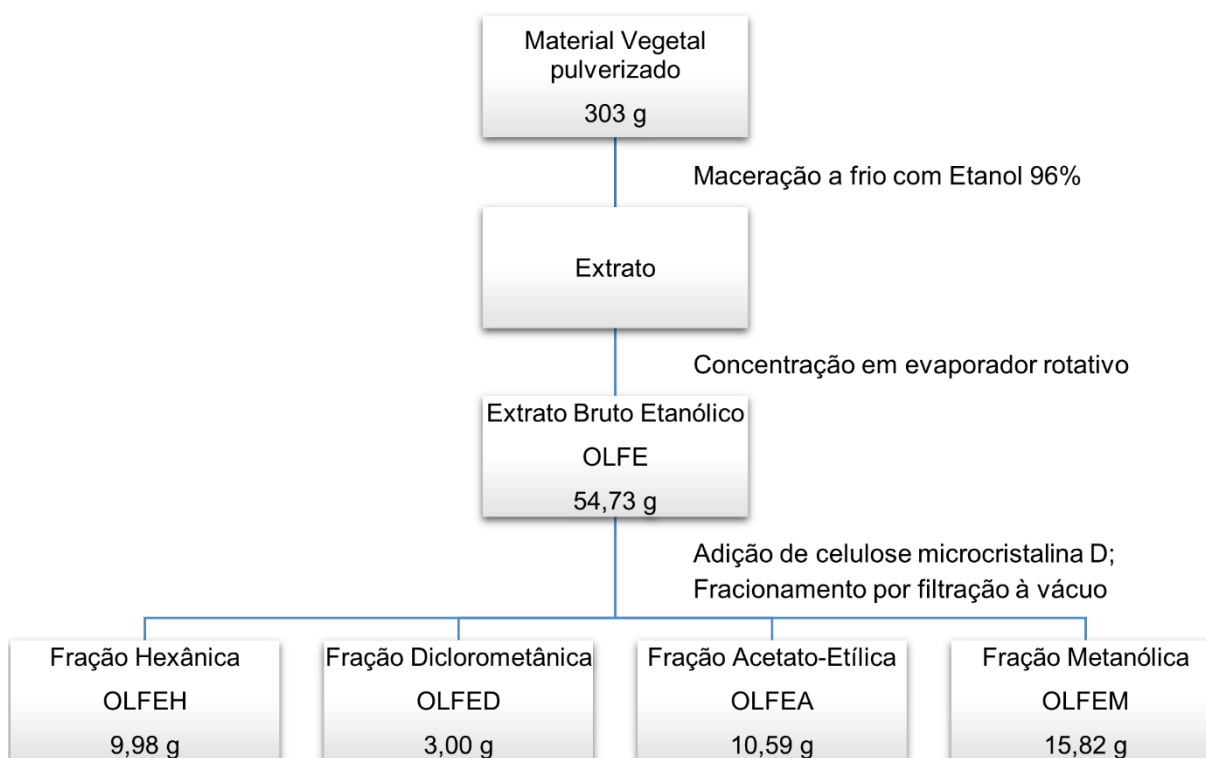 Material Vegetal
pulverizado
303 g
Maceração a frio com Etanol 96%
Extrato
Concentração em evaporador rotativo
Extrato Bruto Etanólico
OLFE
54,73 g
Adição de celulose microcristalina D;
Fracionamento por filtração à vácuo
Fração Hexânica
OLFEH
9,98 g
Fração Diclorometânica
OLFED
3,00 g
Fração Acetato-Etílica
OLFEA
10,59 g
Fração Metanólica
OLFEM
15,82 g